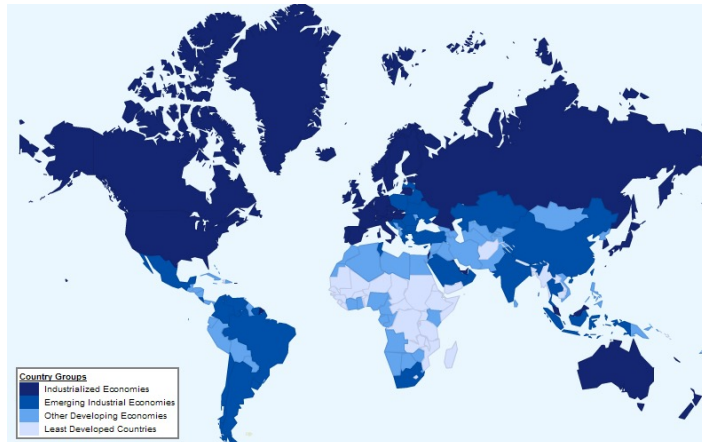 Country Groups
Industrialized Economies
Emerging Industrial Economies
Other Developing Economies
Least Developed Countries